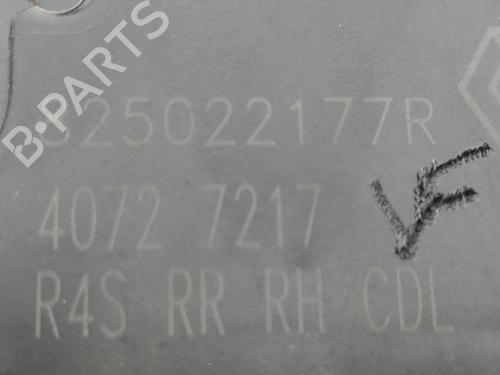 B-PARTS
825022177R
4072 7217
VF
R4S RR RH CDL